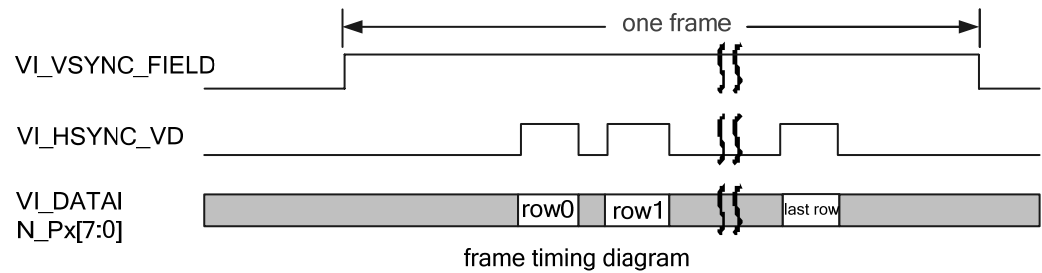 one frame
VI_VSYNC_FIELD
VI_HSYNC_VD
VI_DATAI
N_Px[7:0]
row0 row1 last row
frame timing diagram